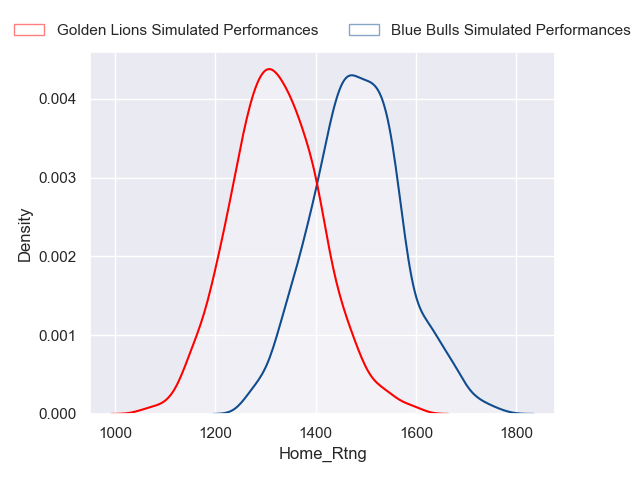 Golden Lions Simulated Performances
Blue Bulls Simulated Performances
0.004
0.003
0.002
0.001
0.000
Density
1000 1200 1400 1600 1800
Home_Rtng